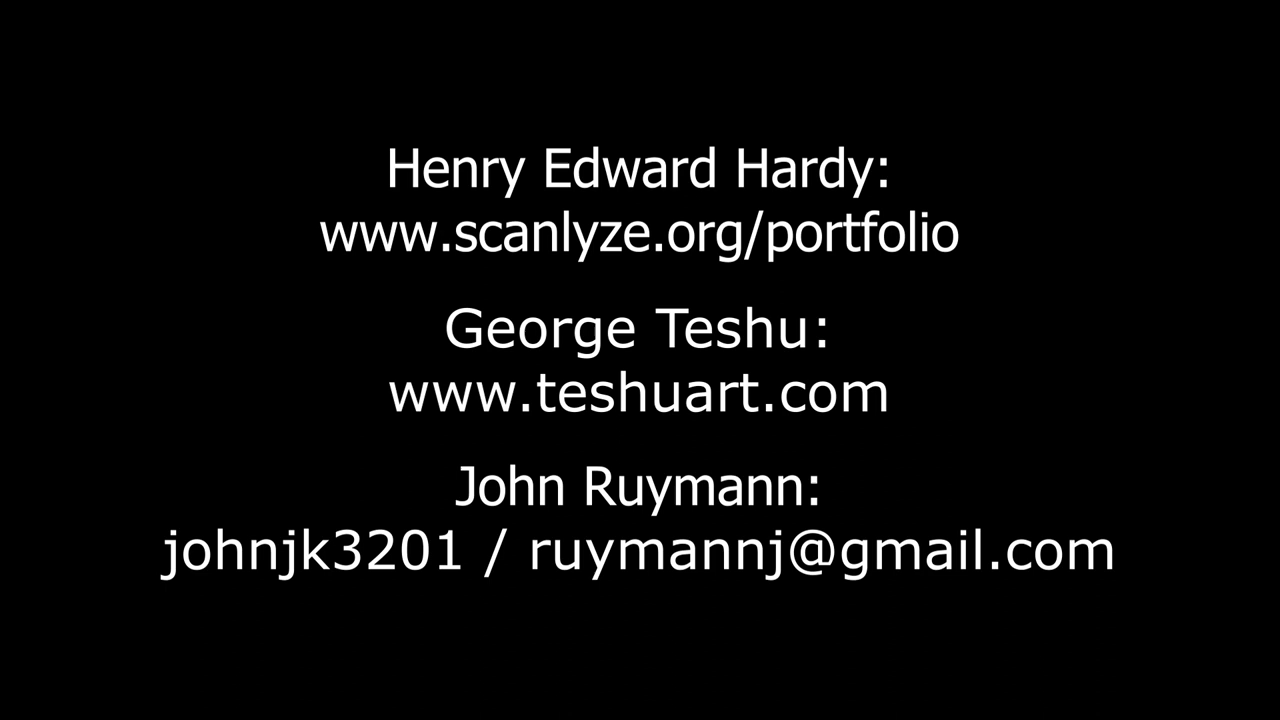 Henry Edward Hardy:
www.scanlyze.org/portfolio
George Teshu:
www.teshuart.com
John Ruymann:
johnjk3201 / ruymannj@gmail.com